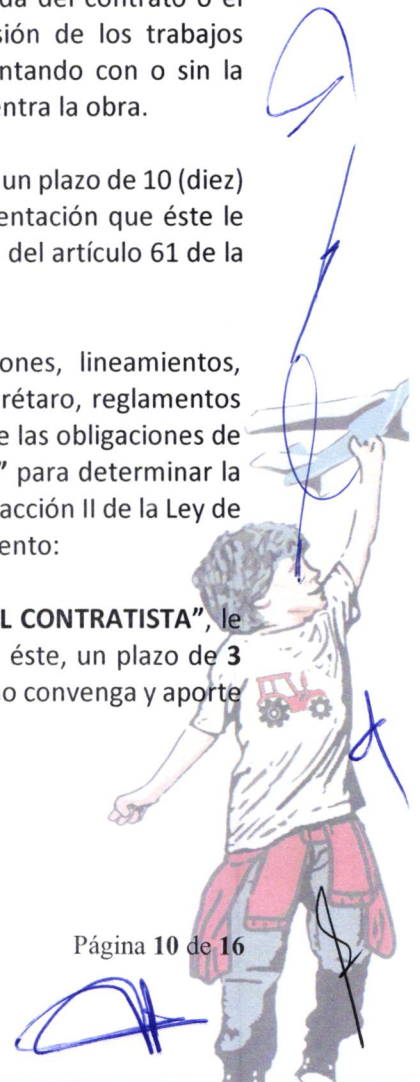 da del contrato o el
sión de los trabajos
ntando con o sin la
entra la obra.
un plazo de 10 (diez)
entación que éste le
del artículo 61 de la
ones, lineamientos,
rétaro, reglamentos
e las obligaciones de
” para determinar la
acción II de la Ley de
ento:
L CONTRATISTA”, le
éste, un plazo de 3
o convenga y aporte
Página 10 de 16